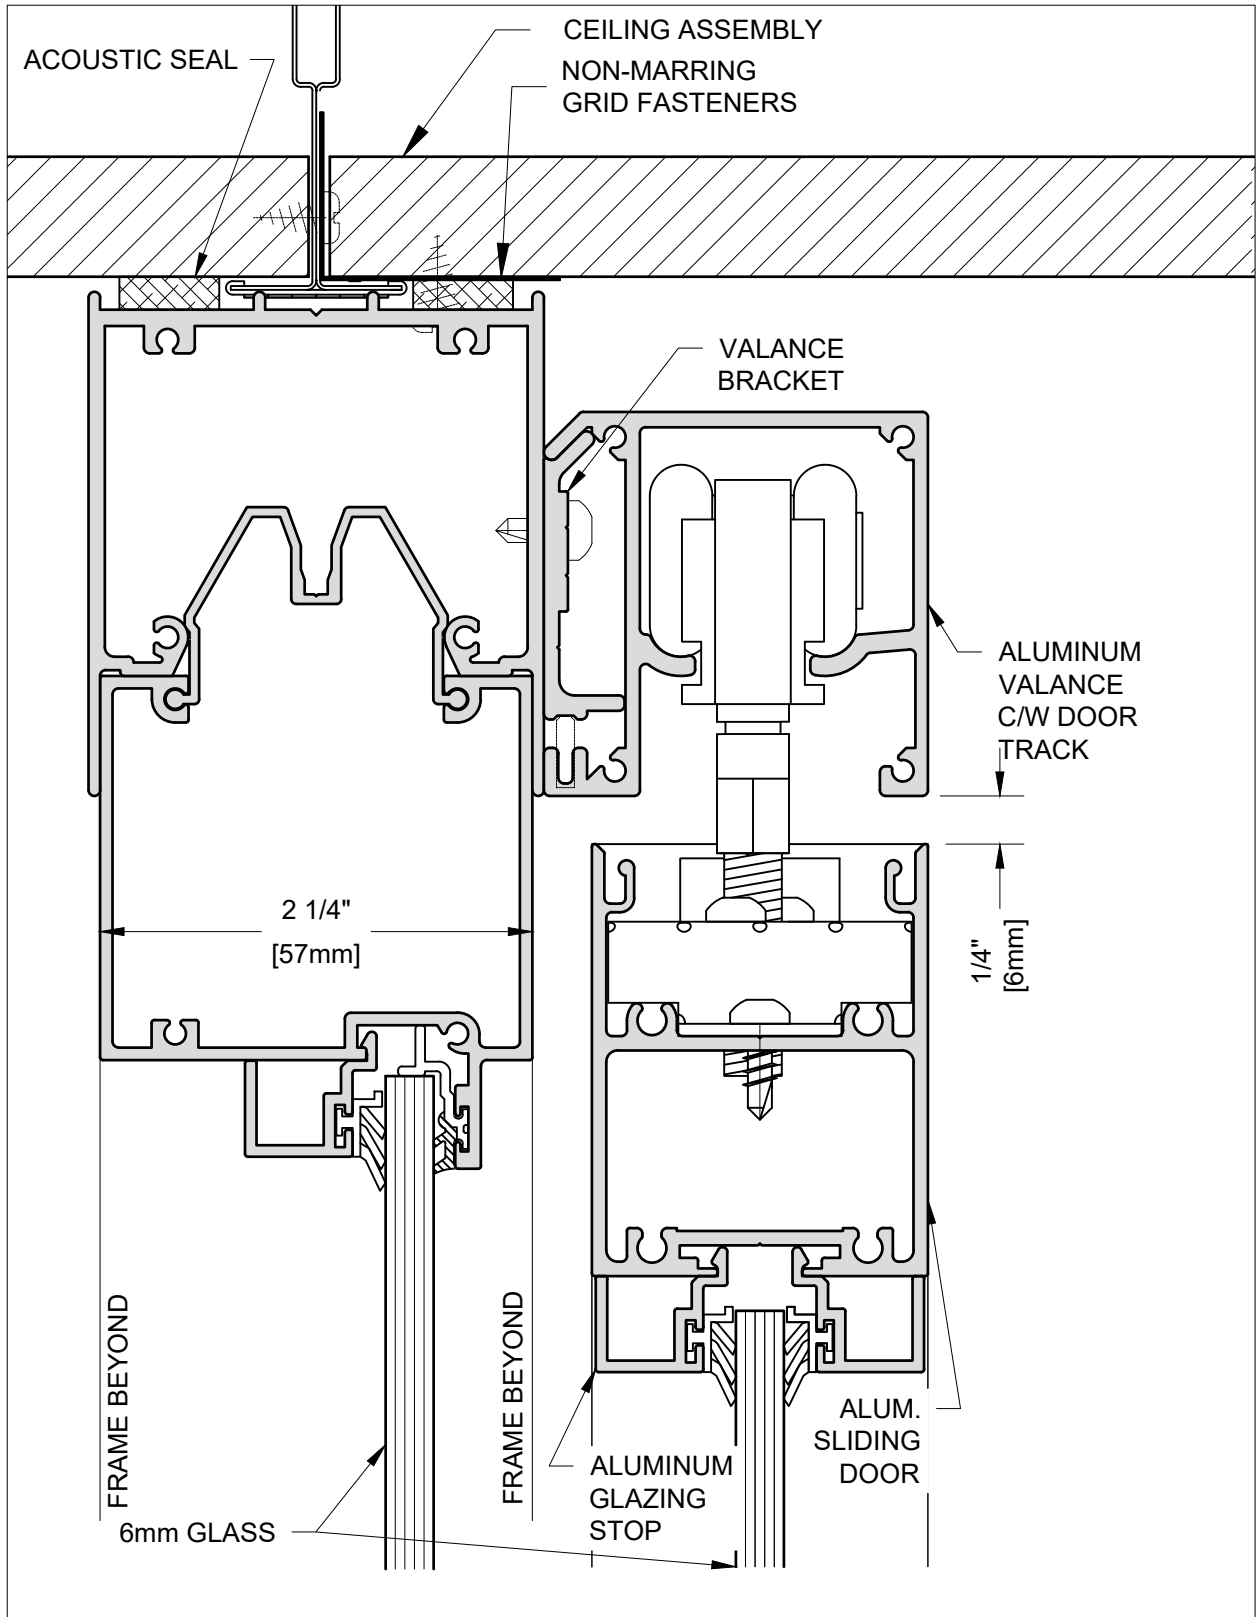 CEILING ASSEMBLY
ACOUSTIC SEAL
NON-MARRING
GRID FASTENERS
VALANCE
BRACKET
ALUMINUM
VALANCE
C/W DOOR
TRACK
2 1/4"
[57mm]
1/4"
[6mm]
FRAME BEYOND
FRAME BEYOND
ALUM.
SLIDING
DOOR
ALUMINUM
GLAZING
STOP
6mm GLASS